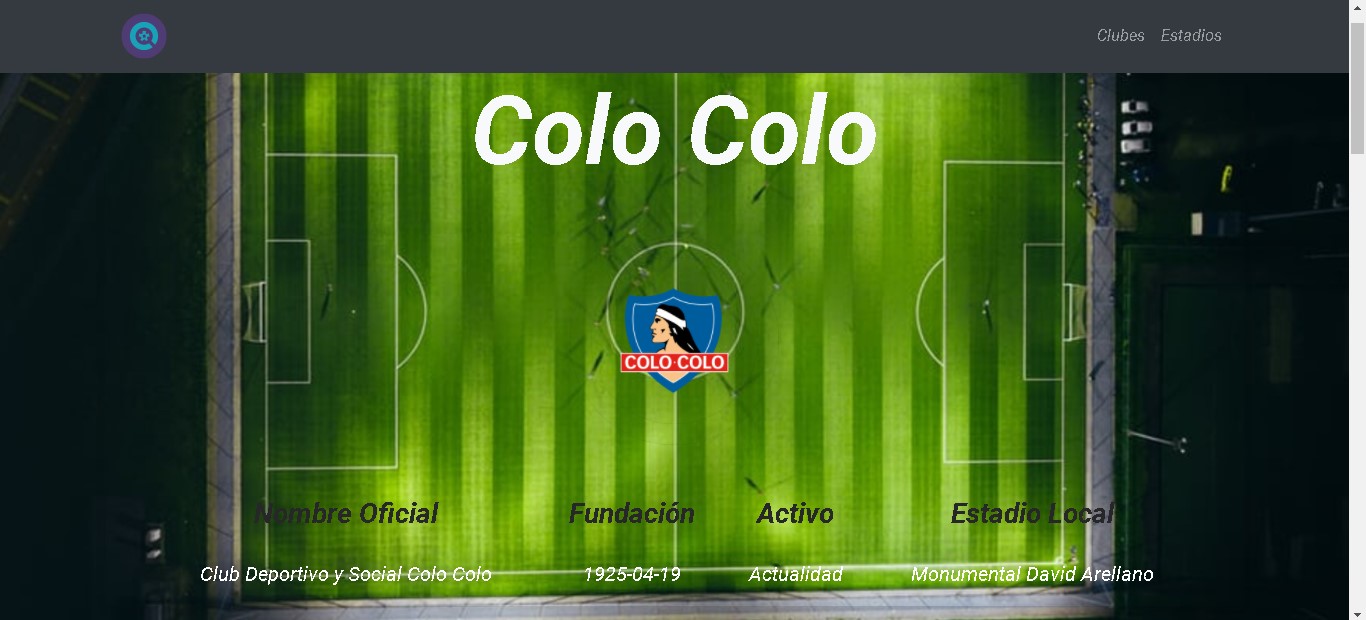 Clubes Estadios
Colo Colo
COLO·COLO
Nombre Oficial Fundación Activo Estadio Local
Club Deportivo y Social Colo Colo 1925-04-19 Actualidad Monumental David Arellano